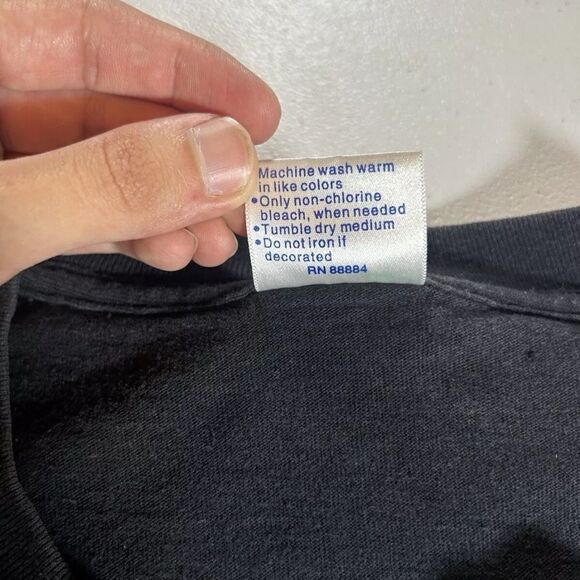 Machine wash warm
in like colors
•Only non-chlorine
bleach, when needed
•Tumble dry medium
•Do not iron if
decorated
RN 88884